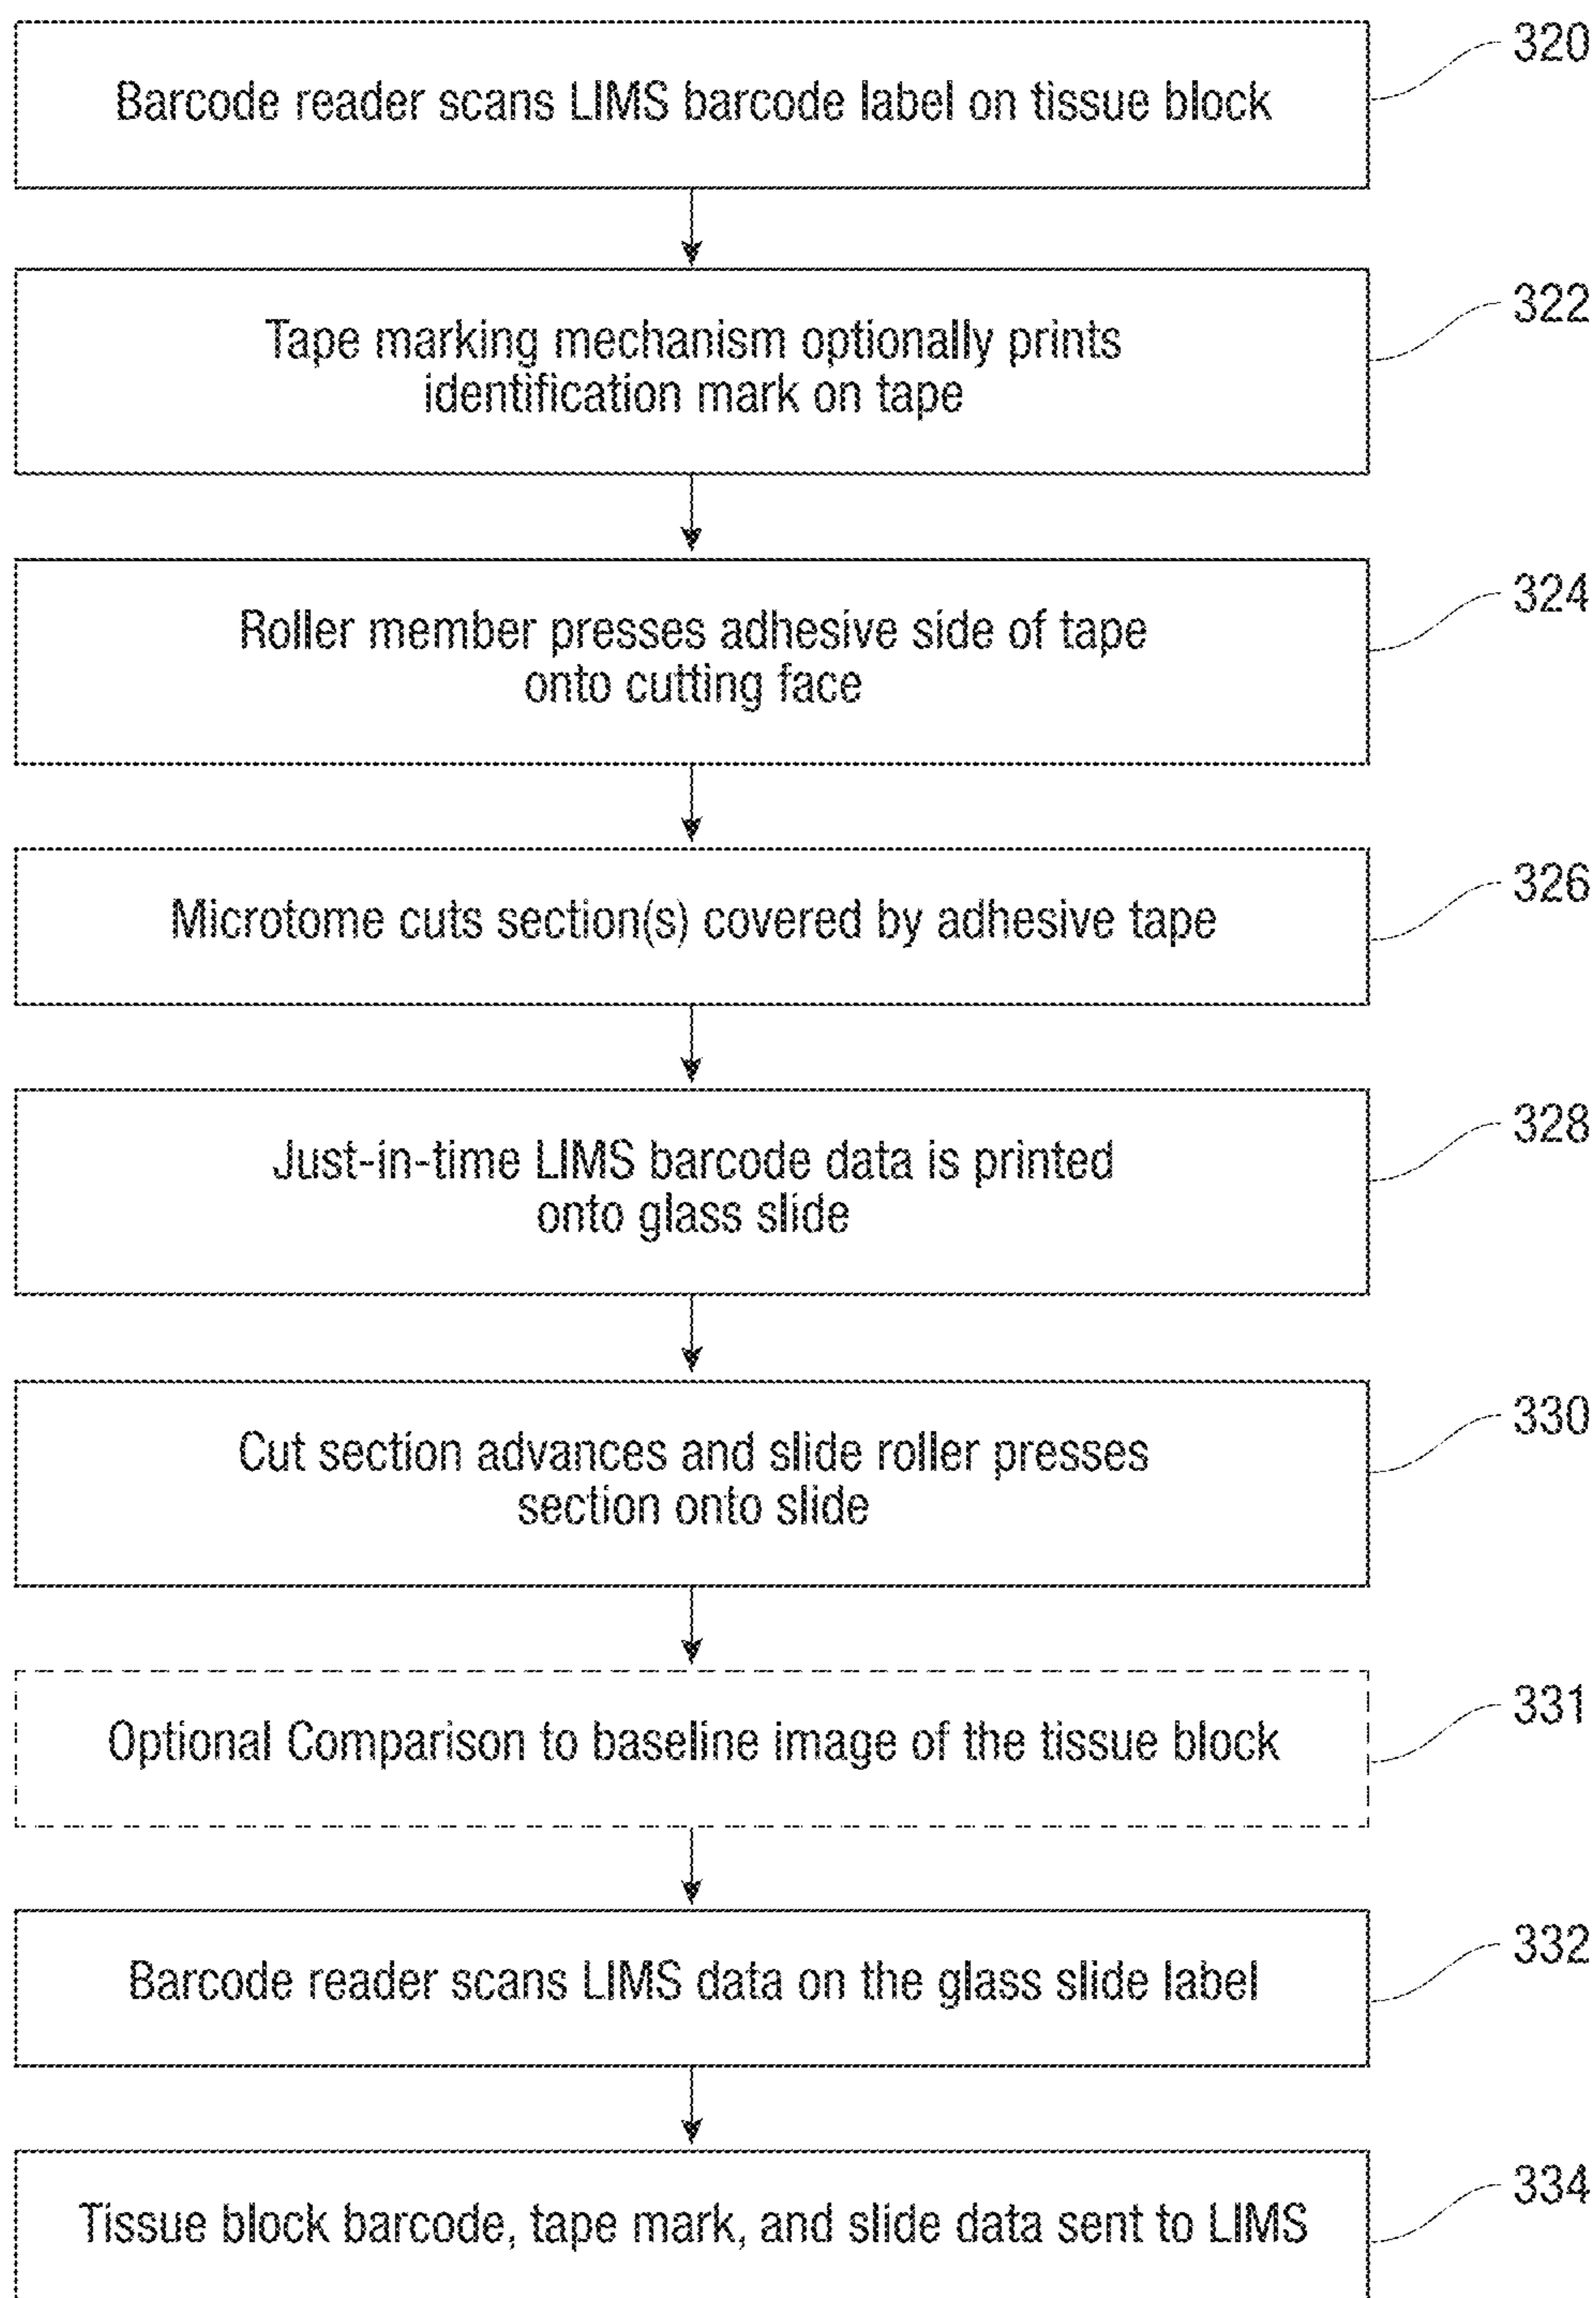 320
Barcode reader scans LIMS barcode label on tissue block
322
Tape marking mechanism optionally prints
identification mark on tape
324
Roller member presses adhesive side of tape
onto cutting face
326
Microtome cuts section(s) covered by adhesive tape
328
Just-in-time LIMS barcode data is printed
onto glass slide
330
Cut section advances and slide roller presses
section onto slide
331
Optional Comparison to baseline image of the tissue block
332
Barcode reader scans LIMS data on the glass slide label
334
Tissue block barcode, tape mark, and slide data sent to LIMS